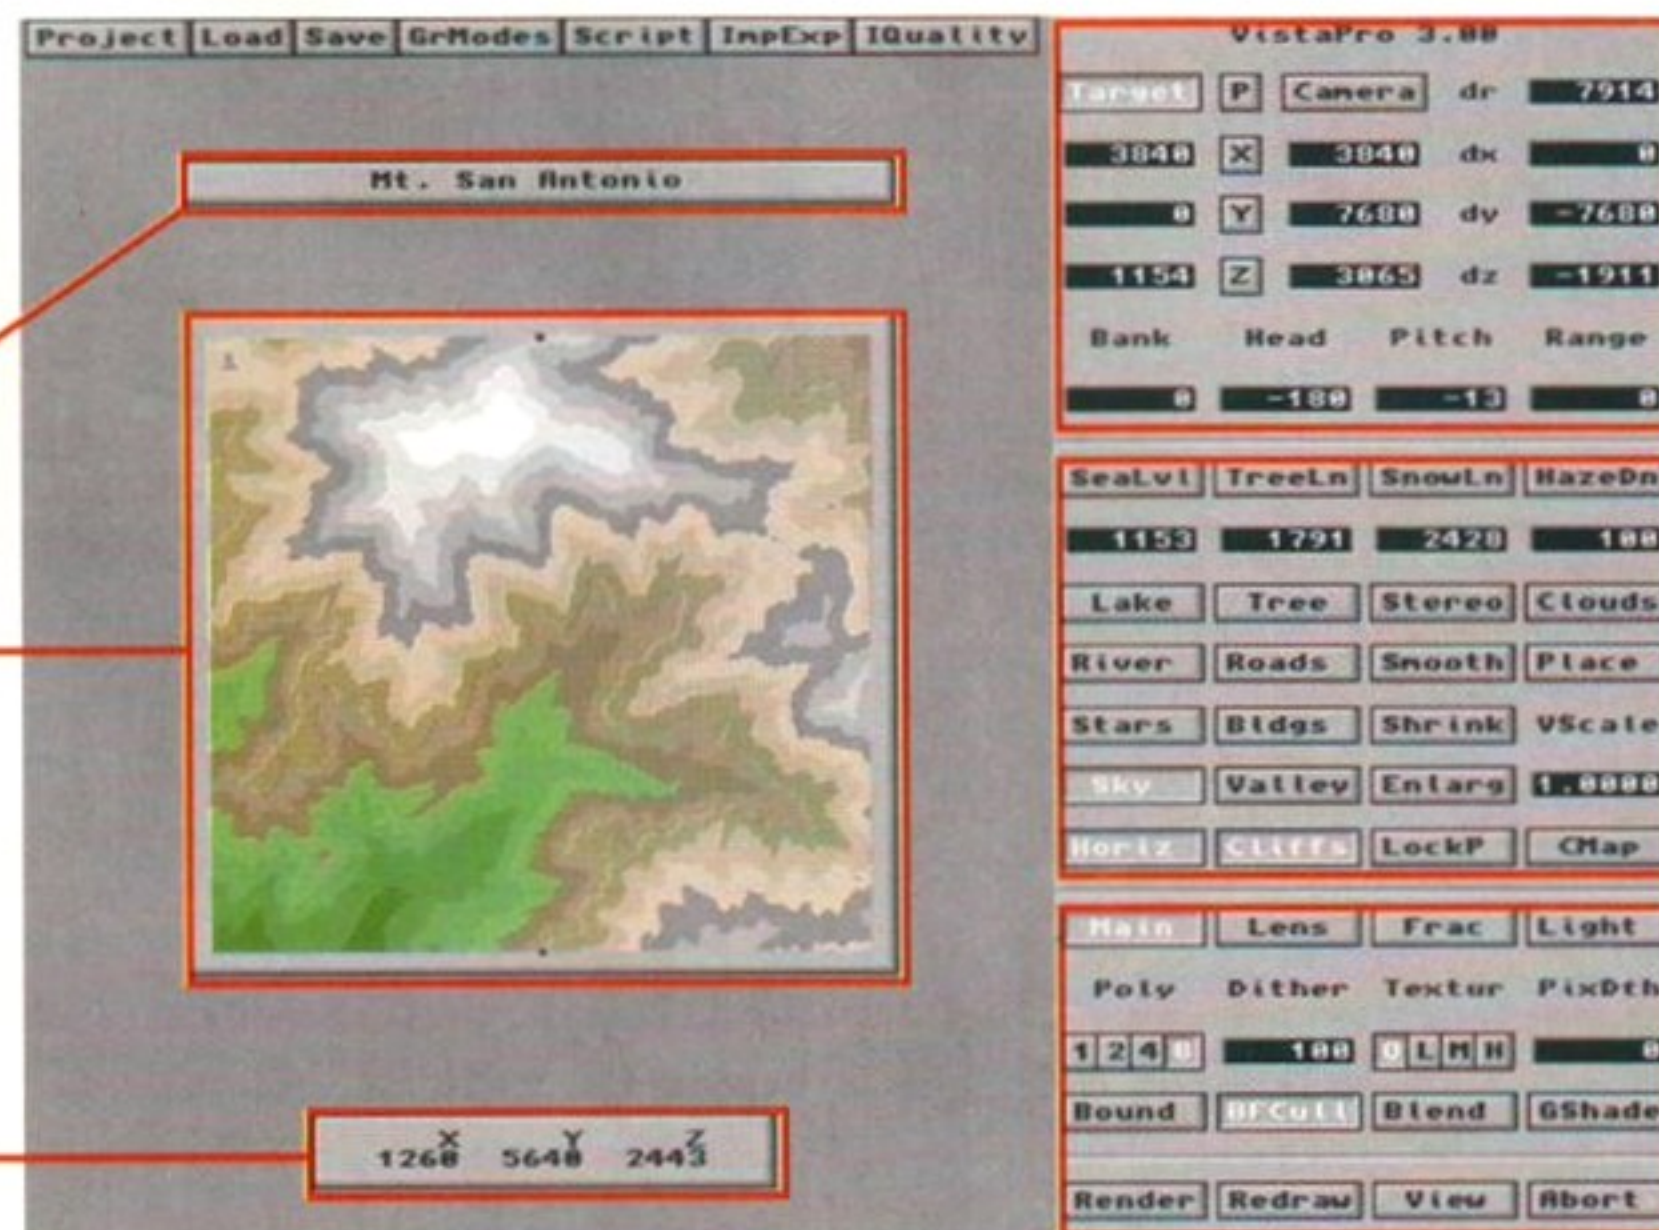 Project Load Save GrModes Script ImpExp IQuality
Mt. San Antonio
X Y Z
1260 5640 2443
VistaPro 3.00
Target P Camera dr 7914
3840 X 3840 dx 0
0 Y 7680 dy -7680
1154 Z 3065 dz -1911
Bank Head Pitch Range
0 -180 -13 0
SeaLvl TreeLn SnowLn HazeDn
1153 1791 2428 100
Lake Tree Stereo Clouds
River Roads Smooth Place
Stars Bldgs Shrink VScale
Sky Valley Enlarg 1.0000
Horiz Cliffs LockP CMap
Main Lens Frac Light
Poly Dither Textur PixDth
1 2 4 8 100 O L M H 0
Bound BFCull Blend GShade
Render Redraw View Abort